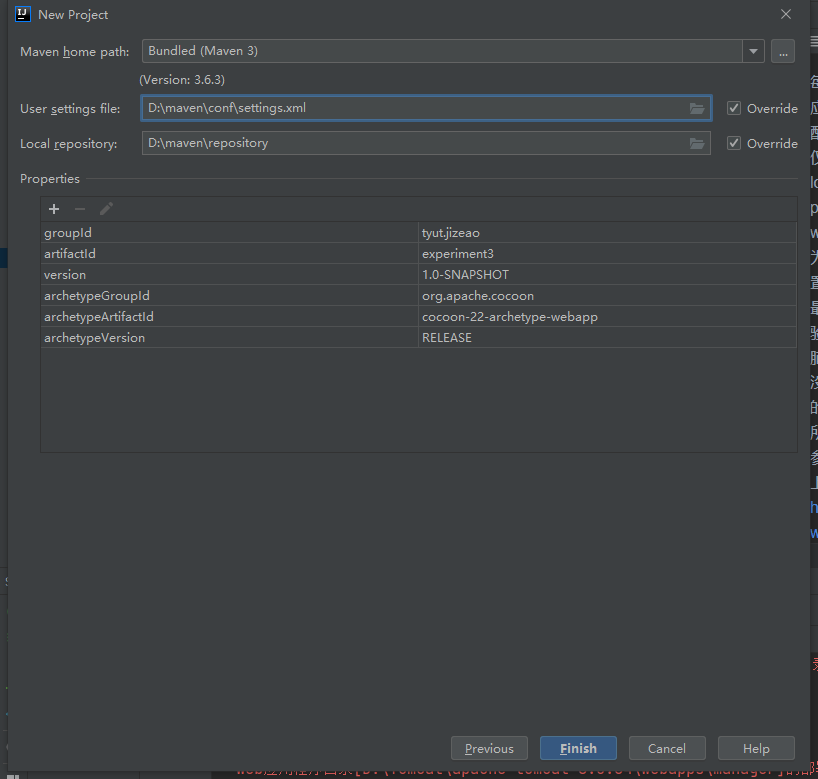 New Project
Maven home path: Bundled (Maven 3) ...
(Version: 3.6.3)
User settings file: D:\maven\conf\settings.xml Override
Local repository: D:\maven\repository Override
Properties
groupId tyut.jizeao
artifactId experiment3
version 1.0-SNAPSHOT
archetypeGroupId org.apache.cocoon
archetypeArtifactId cocoon-22-archetype-webapp
archetypeVersion RELEASE
Previous Finish Cancel Help